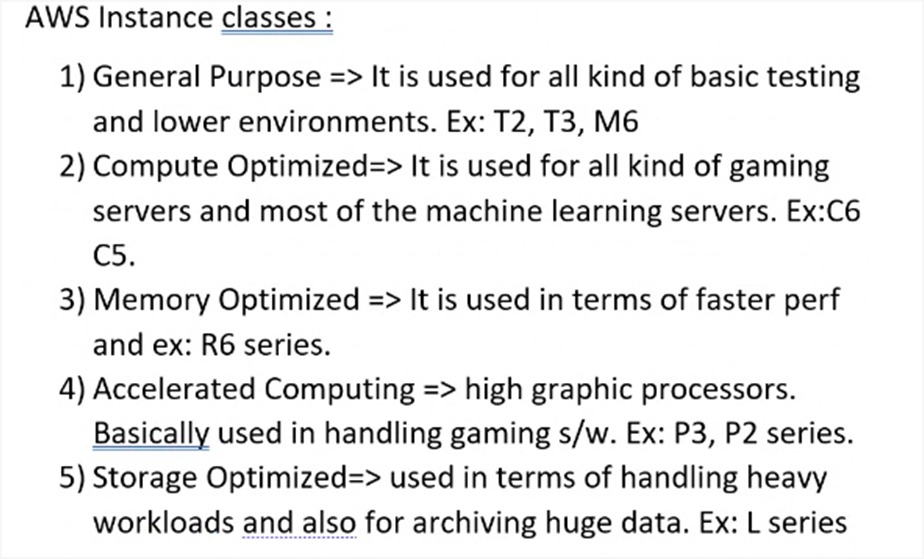 AWS Instance classes :
1) General Purpose => It is used for all kind of basic testing
and lower environments. Ex: T2, T3, M6
2) Compute Optimized=> It is used for all kind of gaming
servers and most of the machine learning servers. Ex:C6
C5.
3) Memory Optimized => It is used in terms of faster perf
and ex: R6 series.
4) Accelerated Computing => high graphic processors.
Basically used in handling gaming s/w. Ex: P3, P2 series.
5) Storage Optimized=> used in terms of handling heavy
workloads and also for archiving huge data. Ex: L series